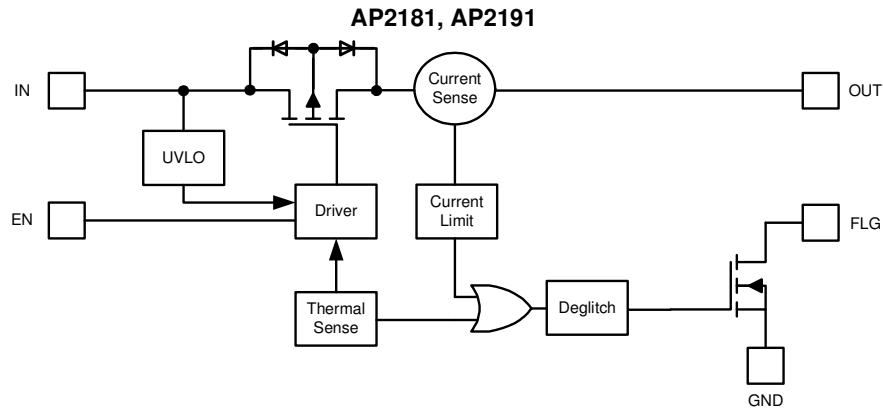 AP2181, AP2191
IN
Current
Sense
OUT
UVLO
EN
Driver
Current
Limit
FLG
Thermal
Sense
Deglitch
GND